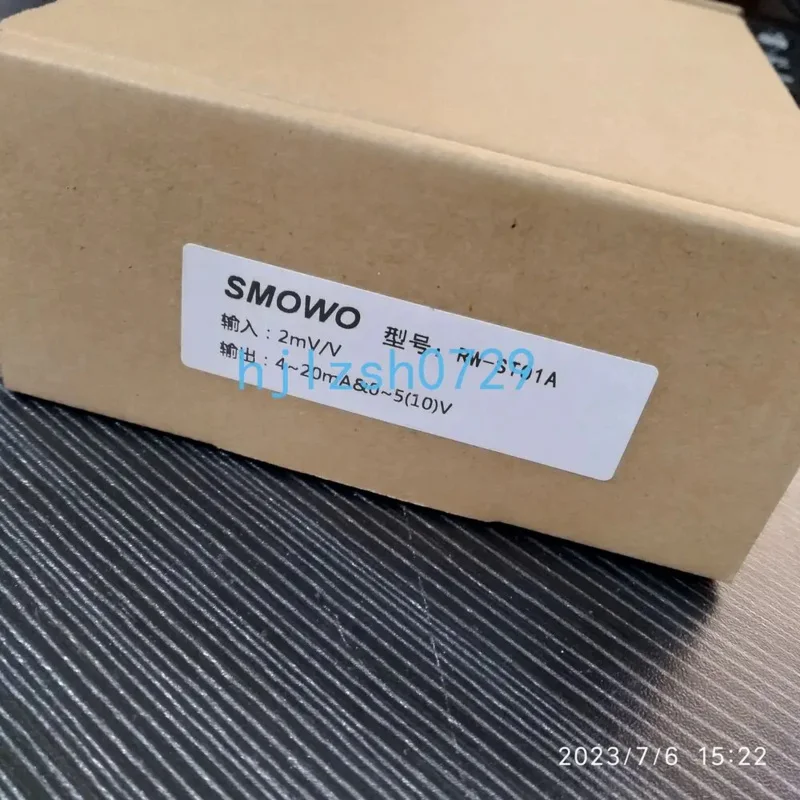 SMOWO
型号: RW-ST01A
输入: 2mV/V
输出: 4~20mA&0~5(10)V
hjlzsh0729
2023/7/6 15:22